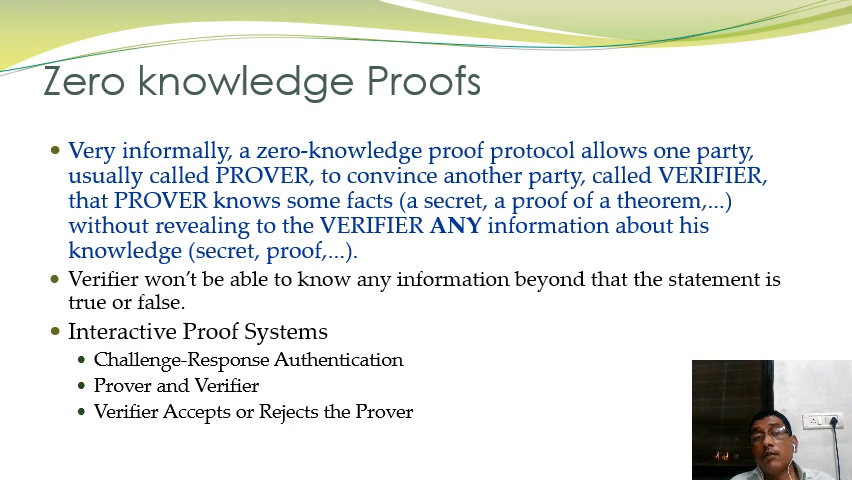 Zero knowledge Proofs
• Very informally, a zero-knowledge proof protocol allows one party,
usually called PROVER, to convince another party, called VERIFIER,
that PROVER knows some facts (a secret, a proof of a theorem,...)
without revealing to the VERIFIER ANY information about his
knowledge (secret, proof,...).
• Verifier won't be able to know any information beyond that the statement is
true or false.
• Interactive Proof Systems
• Challenge-Response Authentication
• Prover and Verifier
• Verifier Accepts or Rejects the Prover